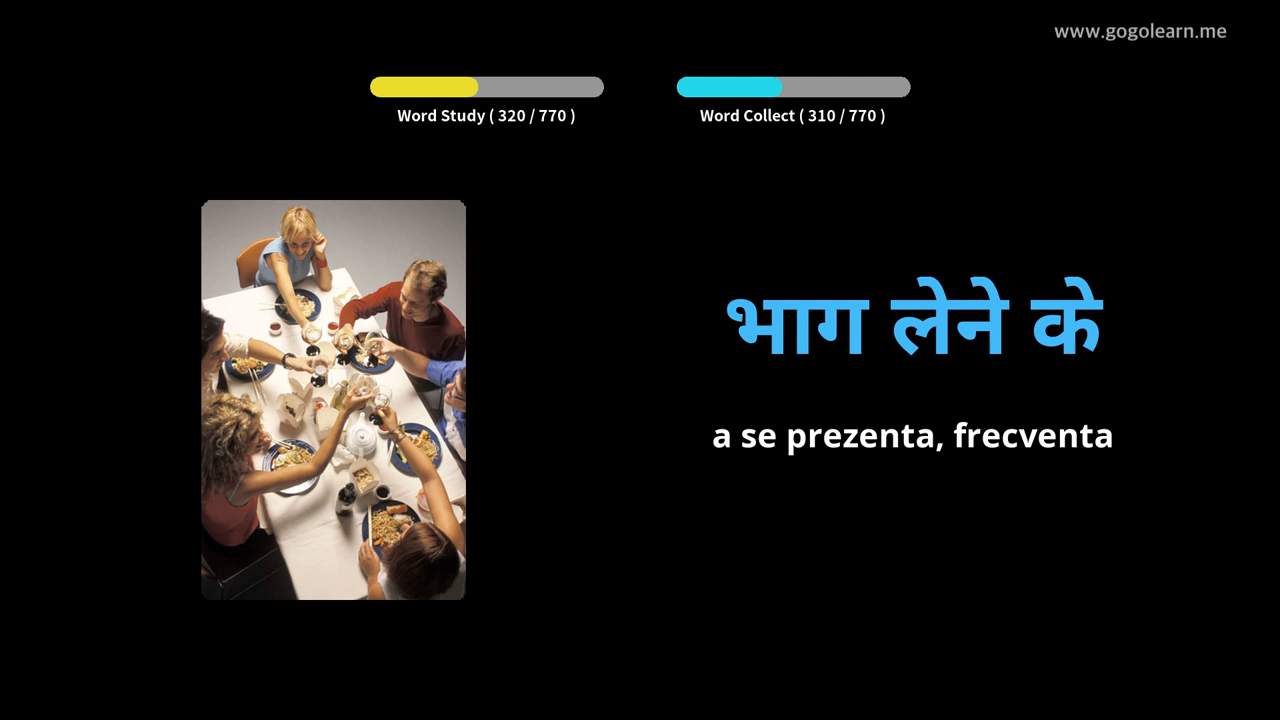 www.gogolearn.me
Word Study ( 320 / 770 )
Word Collect ( 310 / 770 )
भाग लेने के
a se prezenta, frecventa